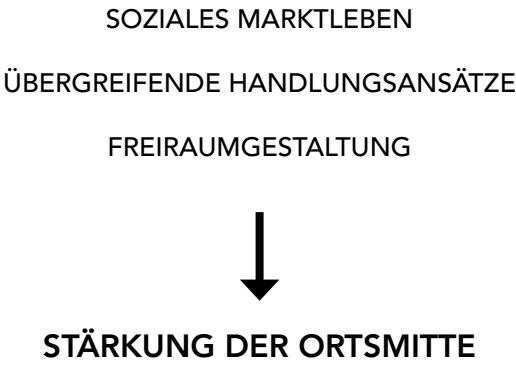 SOZIALES MARKTLEBEN
ÜBERGREIFENDE HANDLUNGSANSÄTZE
FREIRAUMGESTALTUNG
STÄRKUNG DER ORTSMITTE